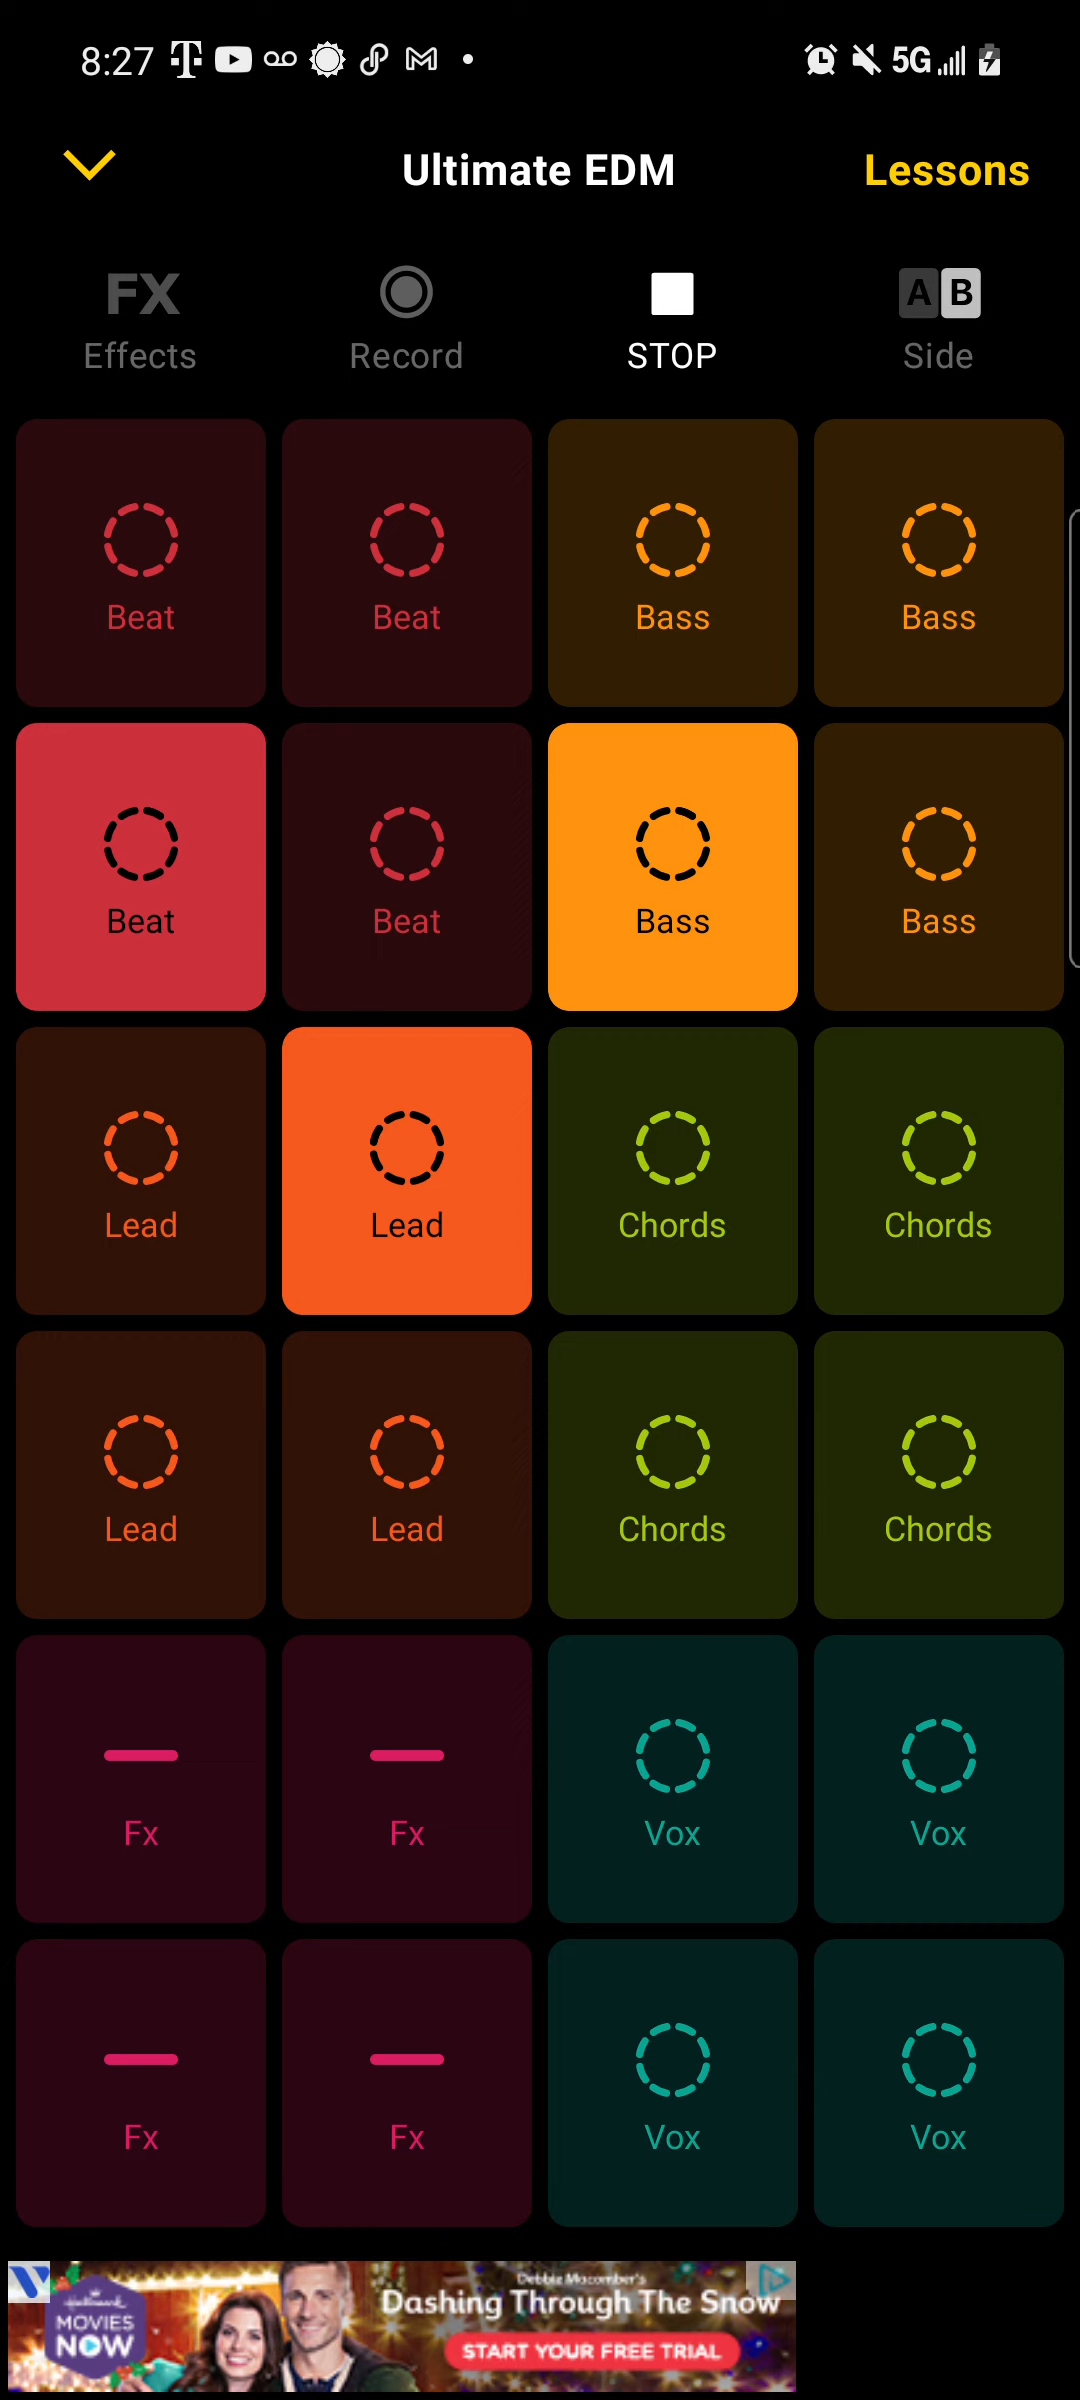 8:27 5G
Ultimate EDM Lessons
FX A B
Effects Record STOP Side
Beat Beat Bass Bass
Beat Beat Bass Bass
Lead Lead Chords Chords
Lead Lead Chords Chords
Fx Fx Vox Vox
Fx Fx Vox Vox
Debbie Macomber's
Dashing Through The Snow
Hallmark
MOVIES
NOW
START YOUR FREE TRIAL